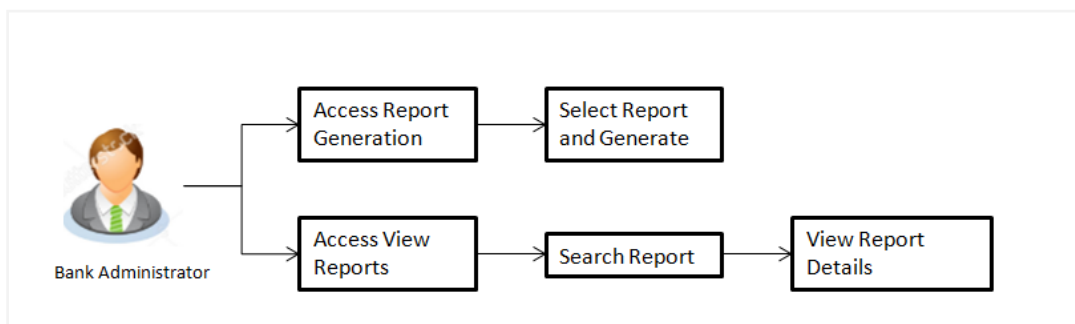 Access Report
Generation
Select Report
and Generate
Bank Administrator
Access View
Reports
Search Report
View Report
Details